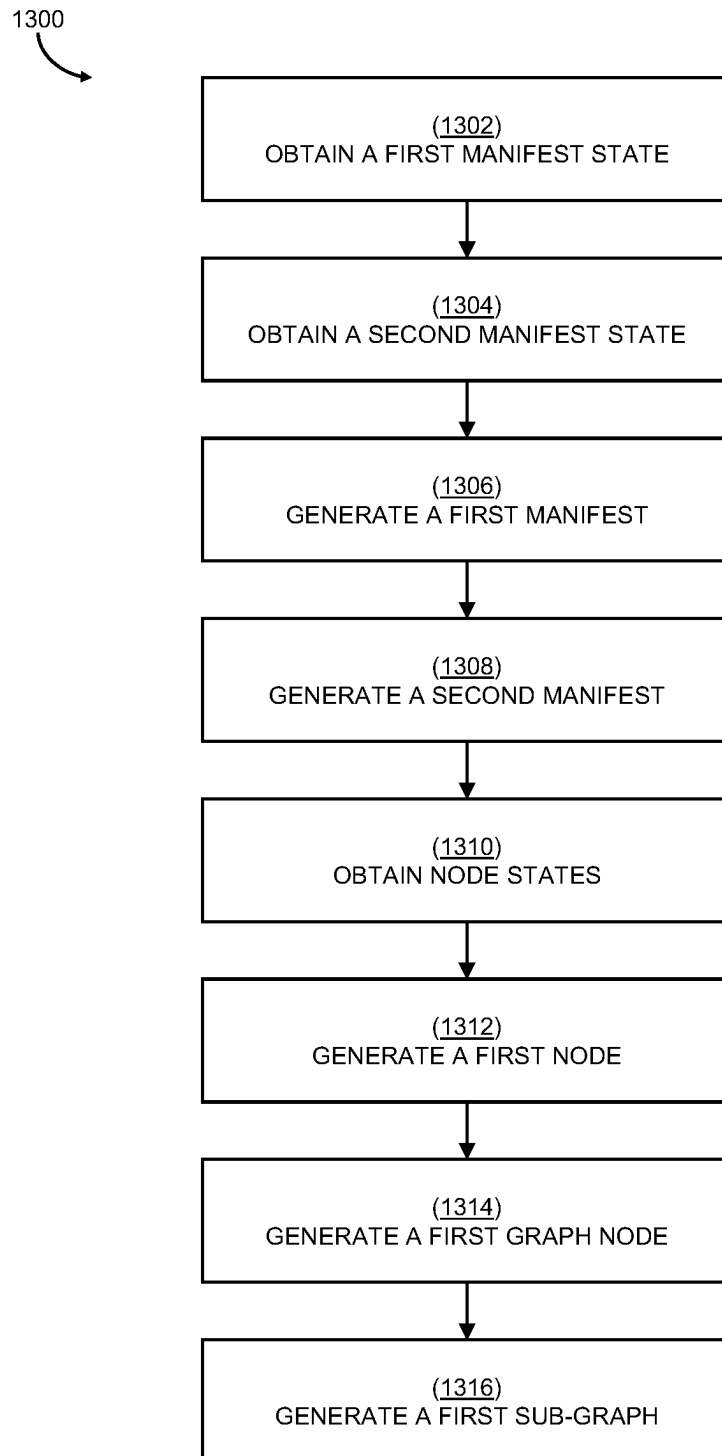 1300
(1302)
OBTAIN A FIRST MANIFEST STATE
(1304)
OBTAIN A SECOND MANIFEST STATE
(1306)
GENERATE A FIRST MANIFEST
(1308)
GENERATE A SECOND MANIFEST
(1310)
OBTAIN NODE STATES
(1312)
GENERATE A FIRST NODE
(1314)
GENERATE A FIRST GRAPH NODE
(1316)
GENERATE A FIRST SUB-GRAPH